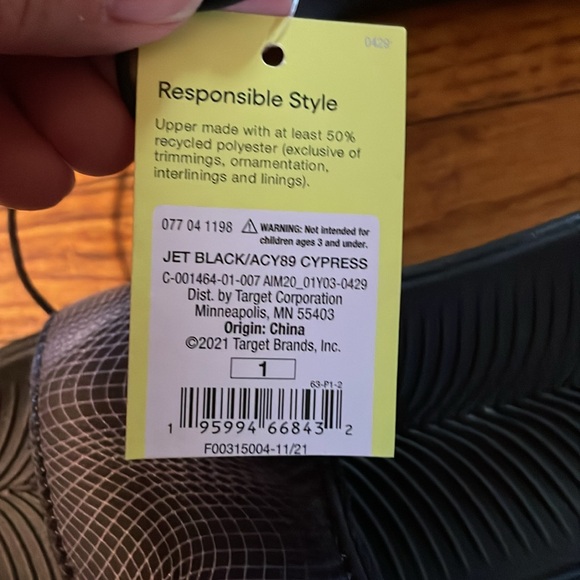 0429
Responsible Style
Upper made with at least 50%
recycled polyester (exclusive of
trimmings, ornamentation,
interlinings and linings).
077 04 1198 ⚠ WARNING: Not intended for
children ages 3 and under.
JET BLACK/ACY89 CYPRESS
C-001464-01-007 AIM20_01Y03-0429
Dist. by Target Corporation
Minneapolis, MN 55403
Origin: China
©2021 Target Brands, Inc.
1
63-P1-2
1 95994 66843 2
F00315004-11/21